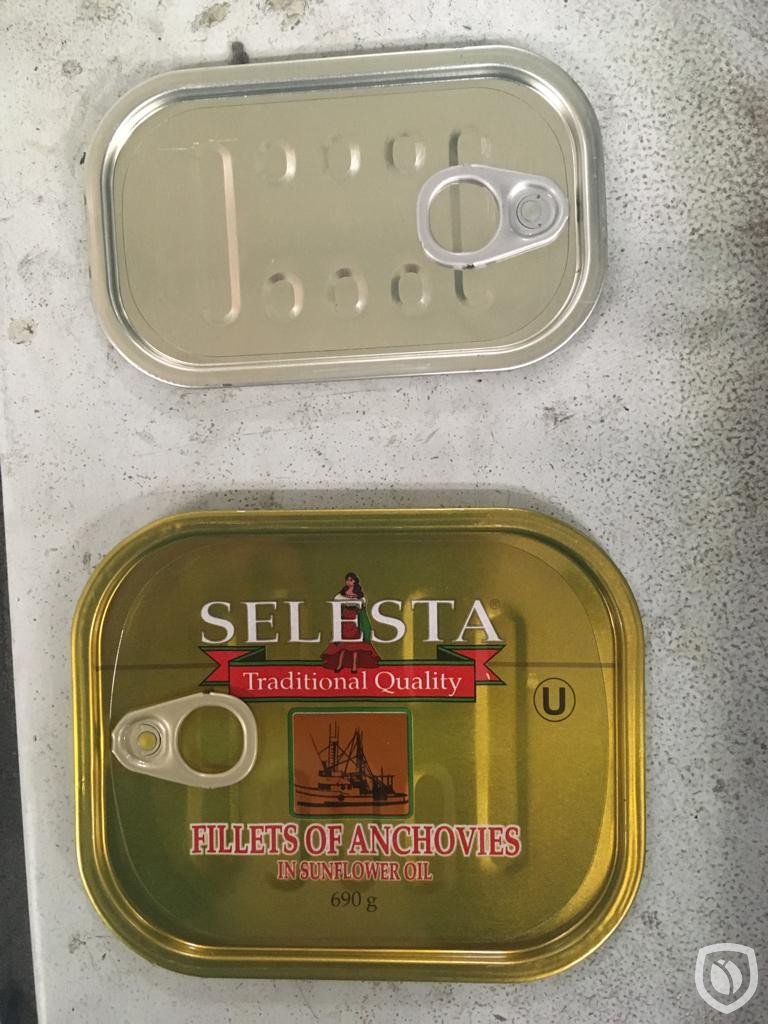 SELESTA®
Traditional Quality
U
FILLETS OF ANCHOVIES
IN SUNFLOWER OIL
690 g